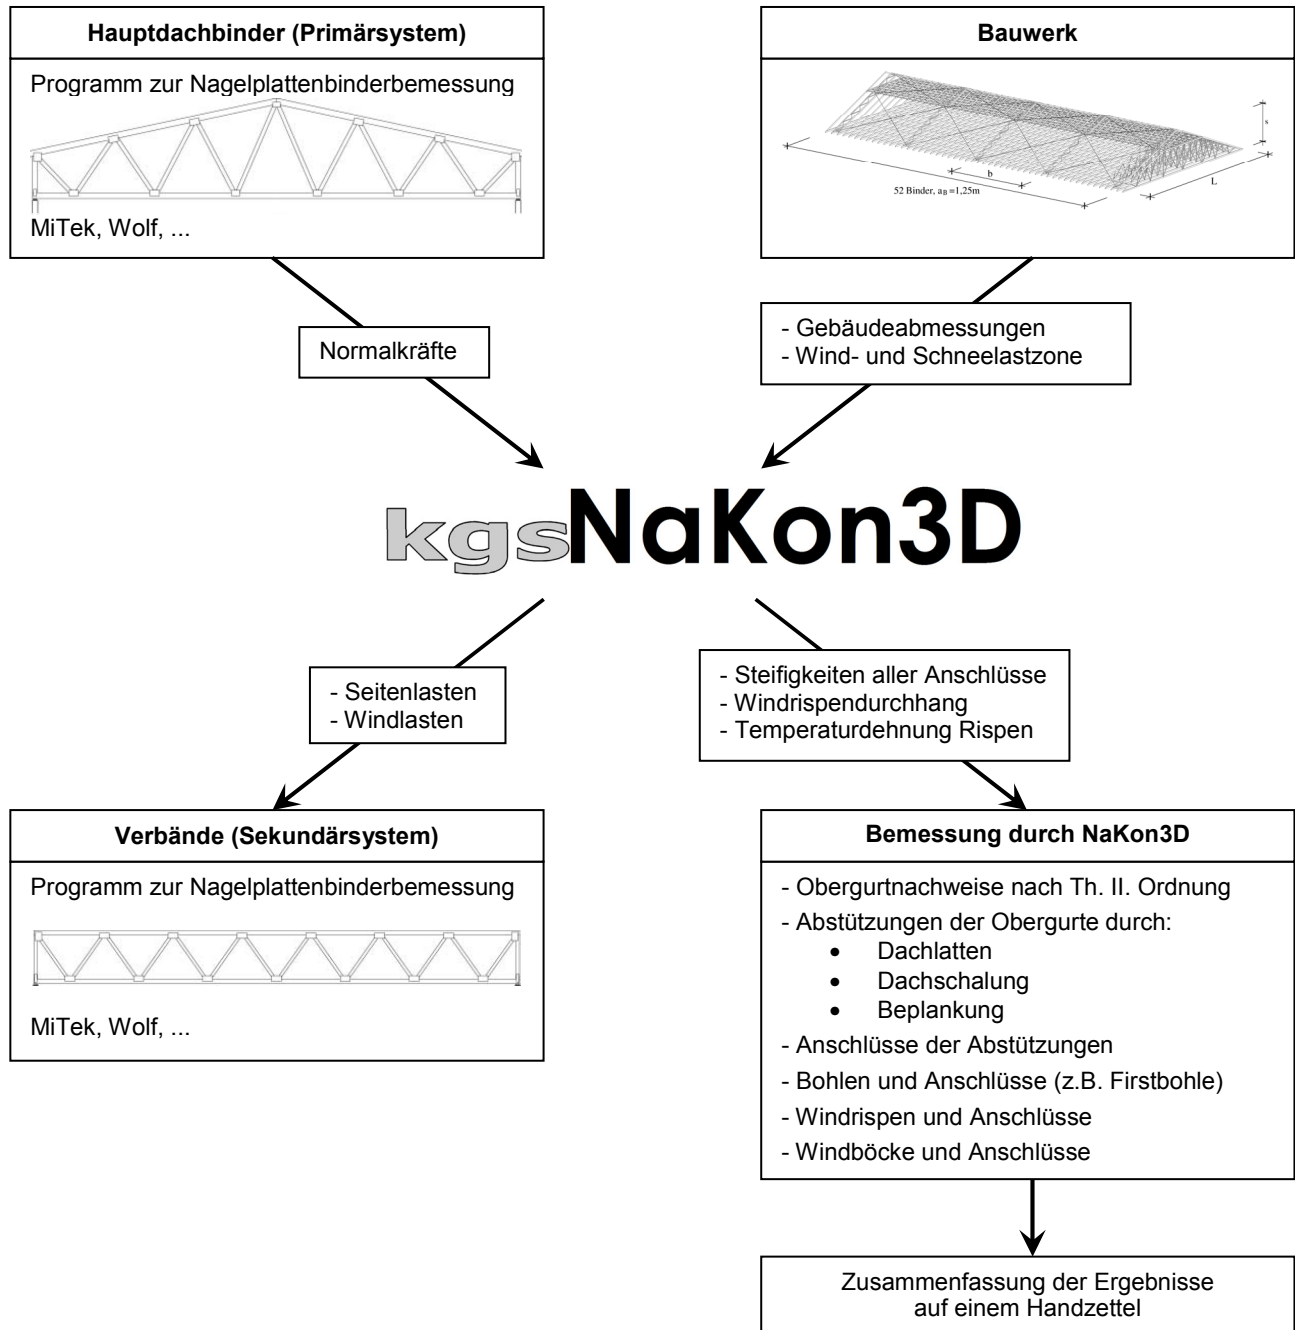 Hauptdachbinder (Primärsystem)
Programm zur Nagelplattenbinderbemessung
MiTek, Wolf, ...
Bauwerk
s
b
L
52 Binder, aB =1,25m
Normalkräfte
- Gebäudeabmessungen
- Wind- und Schneelastzone
kgsNaKon3D
- Seitenlasten
- Windlasten
- Steifigkeiten aller Anschlüsse
- Windrispendurchhang
- Temperaturdehnung Rispen
Verbände (Sekundärsystem)
Programm zur Nagelplattenbinderbemessung
MiTek, Wolf, ...
Bemessung durch NaKon3D
- Obergurtnachweise nach Th. II. Ordnung
- Abstützungen der Obergurte durch:
• Dachlatten
• Dachschalung
• Beplankung
- Anschlüsse der Abstützungen
- Bohlen und Anschlüsse (z.B. Firstbohle)
- Windrispen und Anschlüsse
- Windböcke und Anschlüsse
Zusammenfassung der Ergebnisse
auf einem Handzettel